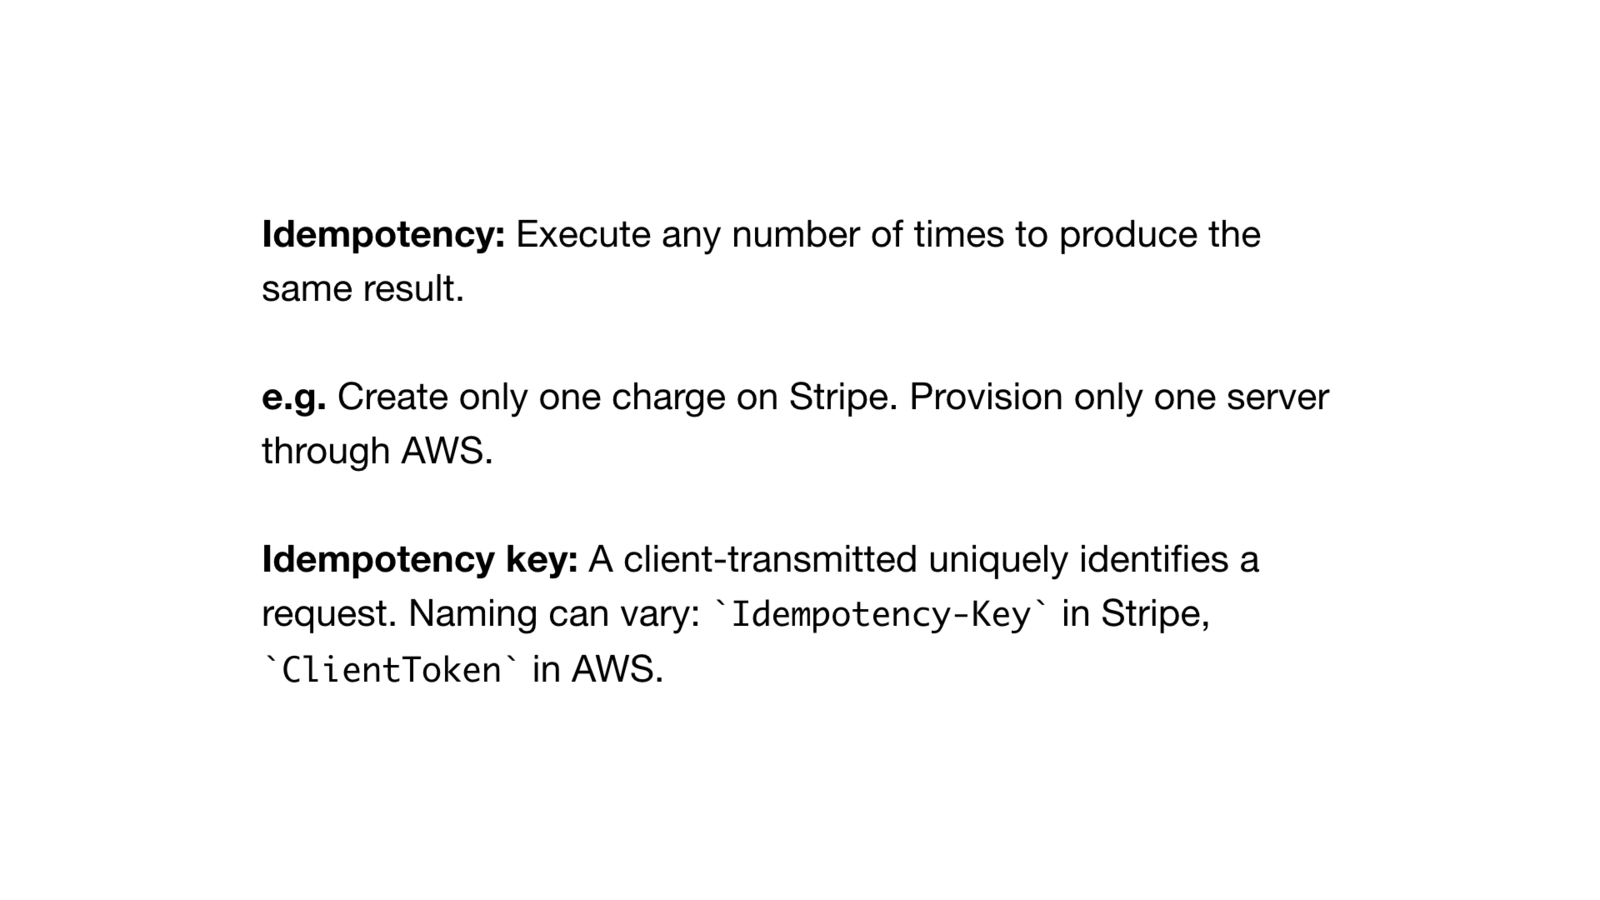 Idempotency: Execute any number of times to produce the
same result.
e.g. Create only one charge on Stripe. Provision only one server
through AWS.
Idempotency key: A client-transmitted uniquely identifies a
request. Naming can vary: `Idempotency-Key` in Stripe,
`ClientToken` in AWS.